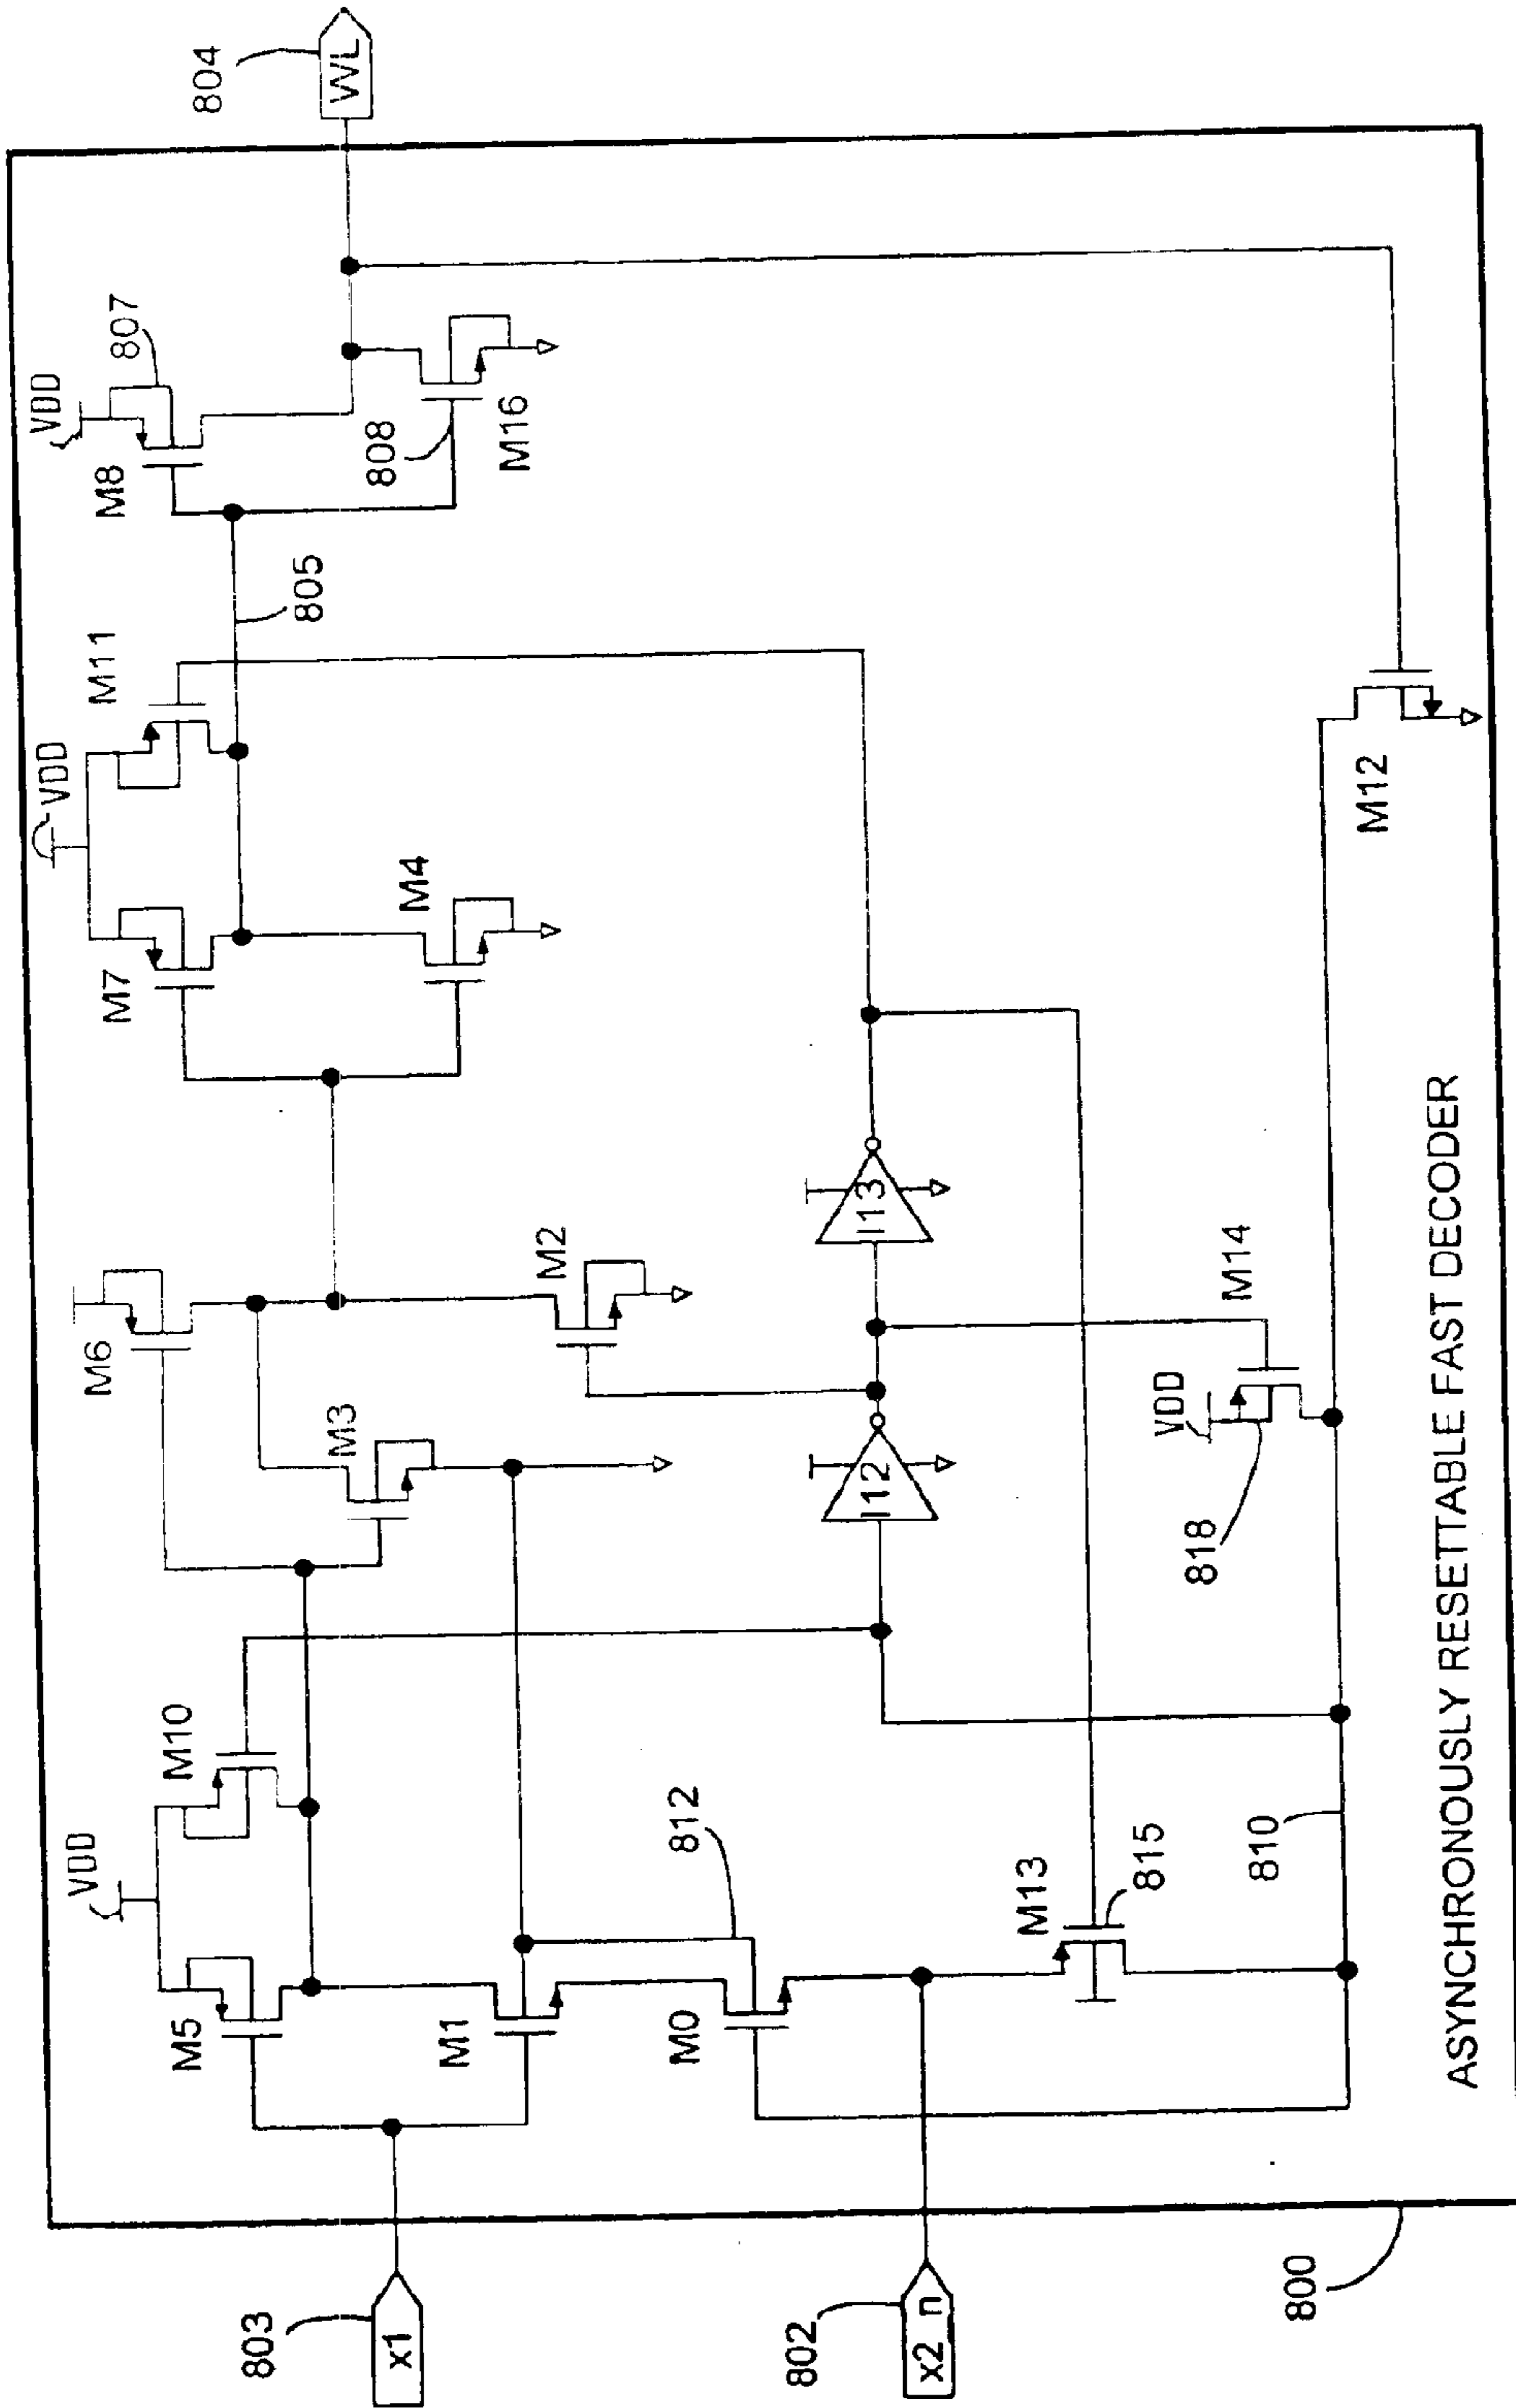 804
WL
VDD
807
M8
808
M16
805
M11
VDD
M7
M4
M6
M2
M3
I13
I12
M14
VDD
818
M12
VDD
M10
M5
M1
M0
812
M13
815
810
803
x1
802
x2_n
800
ASYNCHRONOUSLY RESETTABLE FAST DECODER